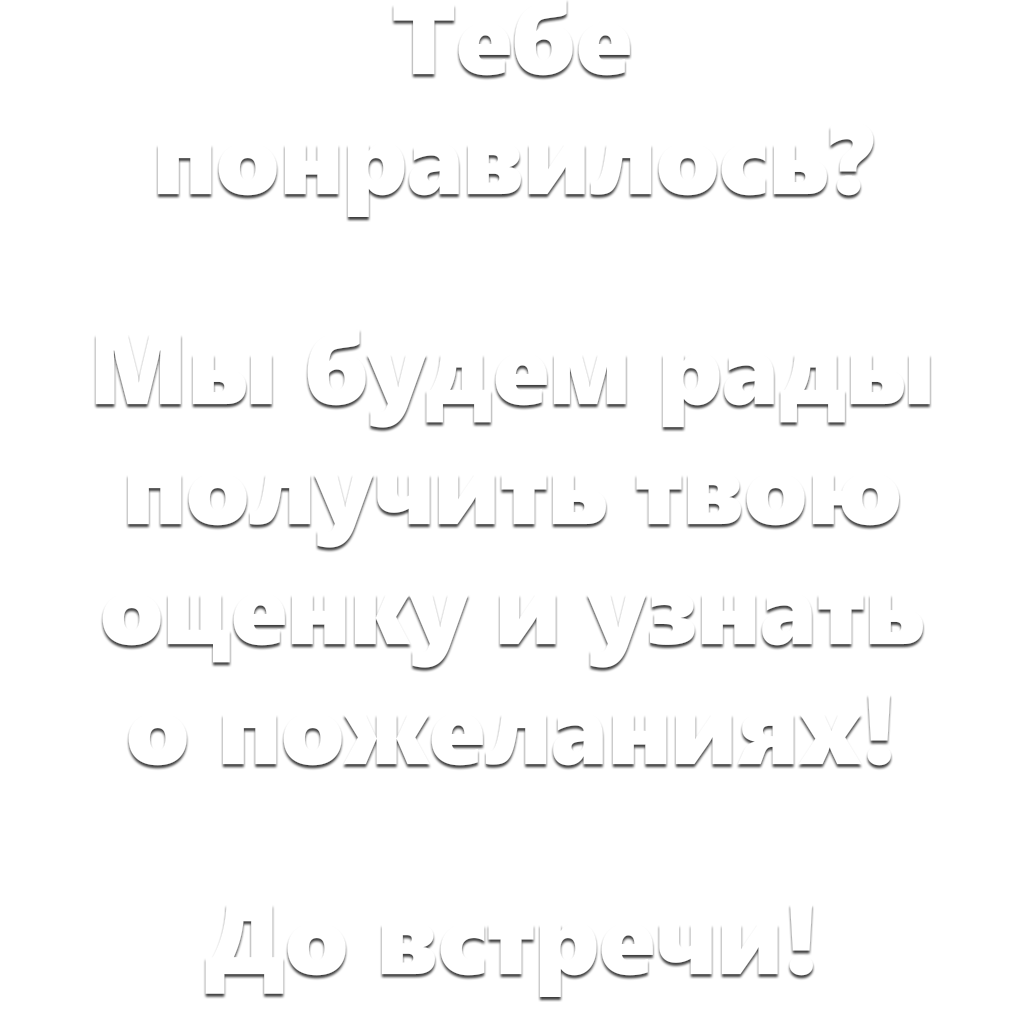 Тебе
понравилось?
Мы будем рады
получить твою
оценку и узнать
о пожеланиях!
До встречи!